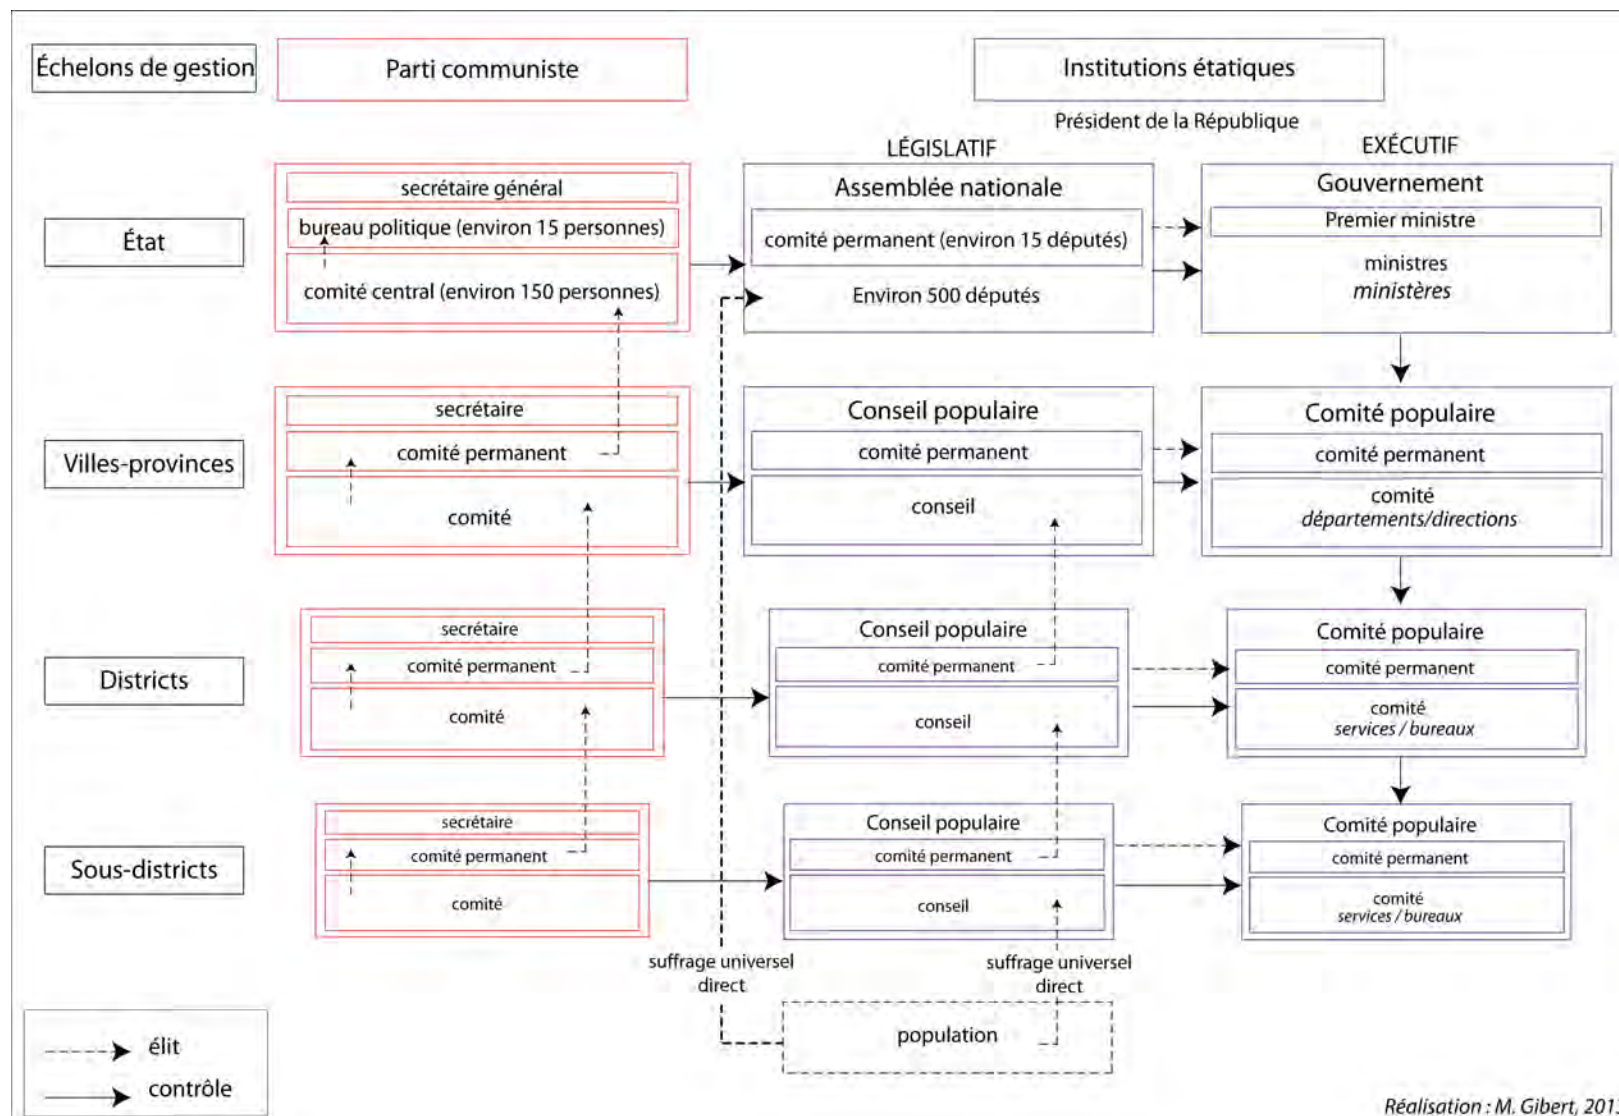 Échelons de gestion
Parti communiste
Institutions étatiques
Président de la République
LÉGISLATIF
EXÉCUTIF
État
secrétaire général
bureau politique (environ 15 personnes)
comité central (environ 150 personnes)
Assemblée nationale
comité permanent (environ 15 députés)
Environ 500 députés
Gouvernement
Premier ministre
ministres
ministères
Villes-provinces
secrétaire
comité permanent
comité
Conseil populaire
comité permanent
conseil
Comité populaire
comité permanent
comité
départements/directions
Districts
secrétaire
comité permanent
comité
Conseil populaire
comité permanent
conseil
Comité populaire
comité permanent
comité
services / bureaux
Sous-districts
secrétaire
comité permanent
comité
Conseil populaire
comité permanent
conseil
Comité populaire
comité permanent
comité
services / bureaux
suffrage universel
direct
suffrage universel
direct
population
élit
contrôle
Réalisation : M. Gibert,